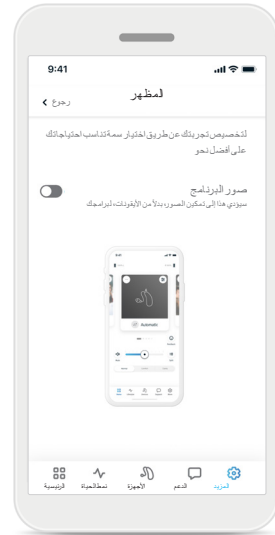 9:41
المظهر
رجوع
لتخصيص تجربتك عن طريق اختيار سمة تناسب احتياجاتك
على أفضل نحو
صور البرنامج
سيؤدي هذا إلى تمكين الصور، بدلاً من الأيقونات، لبرامجك
Automatic
المزيد
الدعم
الأجهزة
نمط الحياة
الرئيسية